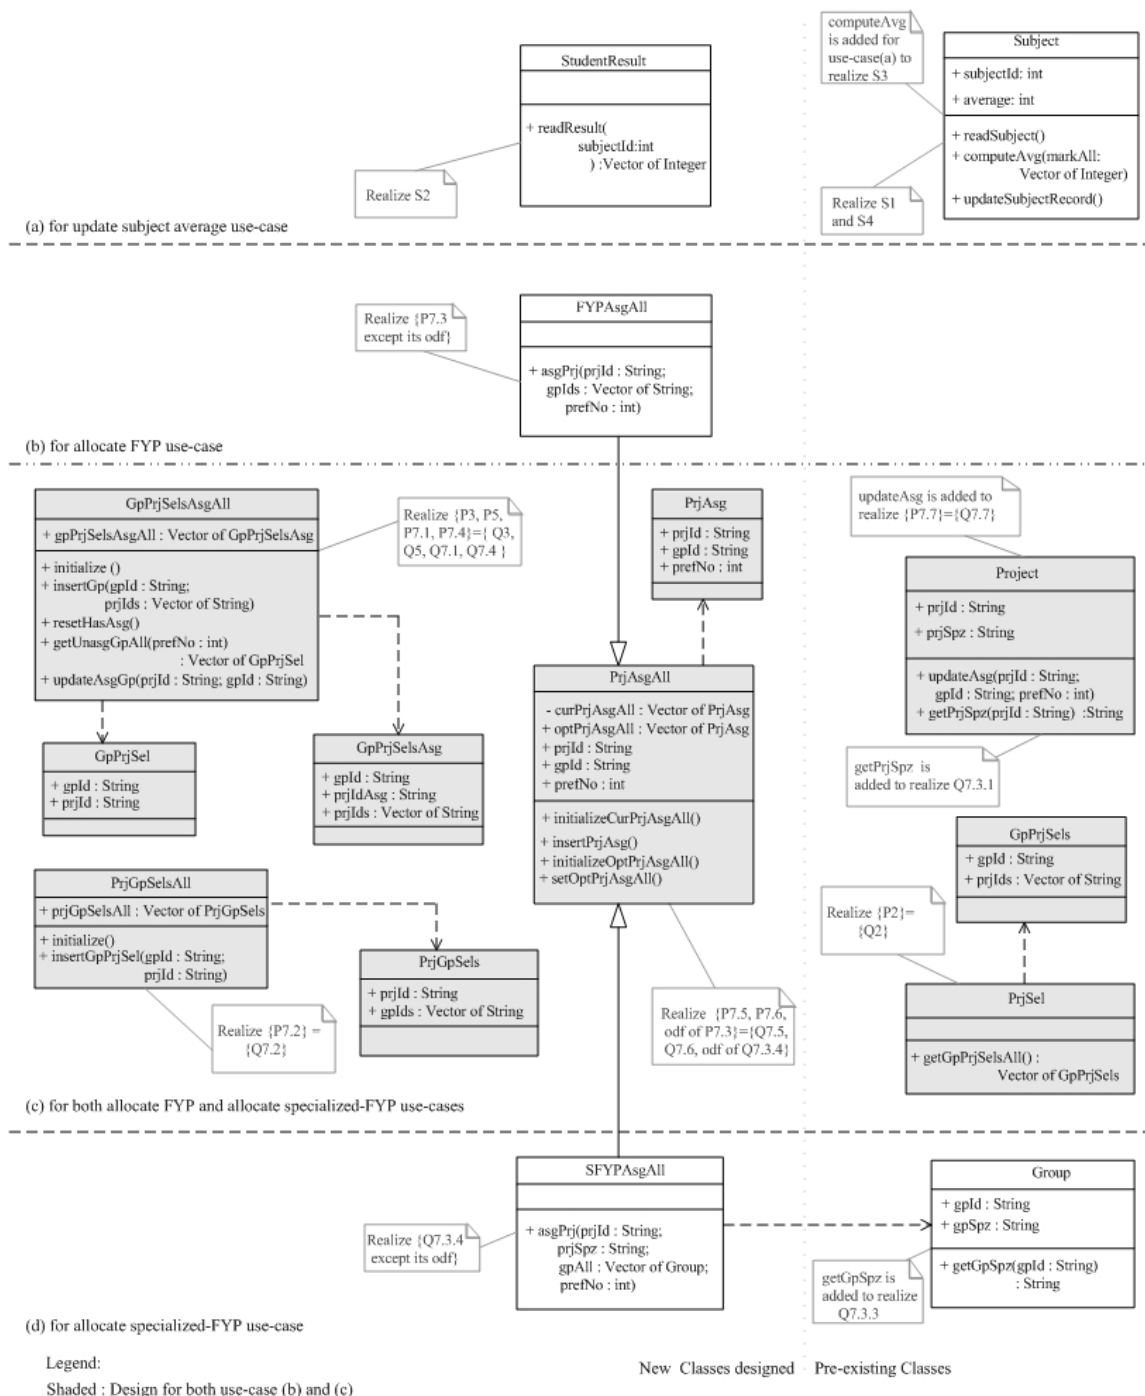 StudentResult
+ readResult(
subjectId:int
) :Vector of Integer
Realize S2
computeAvg
is added for
use-case(a) to
realize S3
Subject
+ subjectId: int
+ average: int
+ readSubject()
+ computeAvg(markAll:
Vector of Integer)
+ updateSubjectRecord()
Realize S1
and S4
(a) for update subject average use-case
Realize {P7.3
except its odf}
FYPAsgAll
+ asgPrj(prjId : String;
gpIds : Vector of String;
prefNo : int)
(b) for allocate FYP use-case
GpPrjSelsAsgAll
+ gpPrjSelsAsgAll : Vector of GpPrjSelsAsg
+ initialize ()
+ insertGp(gpId : String;
prjIds : Vector of String)
+ resetHasAsg()
+ getUnasgGpAll(prefNo : int)
: Vector of GpPrjSel
+ updateAsgGp(prjId : String; gpId : String)
Realize {P3, P5,
P7.1, P7.4}={ Q3,
Q5, Q7.1, Q7.4 }
PrjAsg
+ prjId : String
+ gpId : String
+ prefNo : int
updateAsg is added to
realize {P7.7}={Q7.7}
Project
+ prjId : String
+ prjSpz : String
+ updateAsg(prjId : String;
gpId : String; prefNo : int)
+ getPrjSpz(prjId : String) :String
getPrjSpz is
added to realize Q7.3.1
GpPrjSel
+ gpId : String
+ prjId : String
GpPrjSelsAsg
+ gpId : String
+ prjIdAsg : String
+ prjIds : Vector of String
PrjAsgAll
- curPrjAsgAll : Vector of PrjAsg
+ optPrjAsgAll : Vector of PrjAsg
+ prjId : String
+ gpId : String
+ prefNo : int
+ initializeCurPrjAsgAll()
+ insertPrjAsg()
+ initializeOptPrjAsgAll()
+ setOptPrjAsgAll()
GpPrjSels
+ gpId : String
+ prjIds : Vector of String
Realize {P2}=
{Q2}
PrjSel
+ getGpPrjSelsAll() :
Vector of GpPrjSels
PrjGpSelsAll
+ prjGpSelsAll : Vector of PrjGpSels
+ initialize()
+ insertGpPrjSel(gpId : String;
prjId : String)
Realize {P7.2} =
{Q7.2}
PrjGpSels
+ prjId : String
+ gpIds : Vector of String
Realize {P7.5, P7.6,
odf of P7.3}={Q7.5,
Q7.6, odf of Q7.3.4}
(c) for both allocate FYP and allocate specialized-FYP use-cases
Realize {Q7.3.4
except its odf}
SFYPAsgAll
+ asgPrj(prjId : String;
prjSpz : String;
gpAll : Vector of Group;
prefNo : int)
Group
+ gpId : String
+ gpSpz : String
+ getGpSpz(gpId : String)
: String
getGpSpz is
added to realize
Q7.3.3
(d) for allocate specialized-FYP use-case
Legend:
New Classes designed
Pre-existing Classes
Shaded : Design for both use-case (b) and (c)